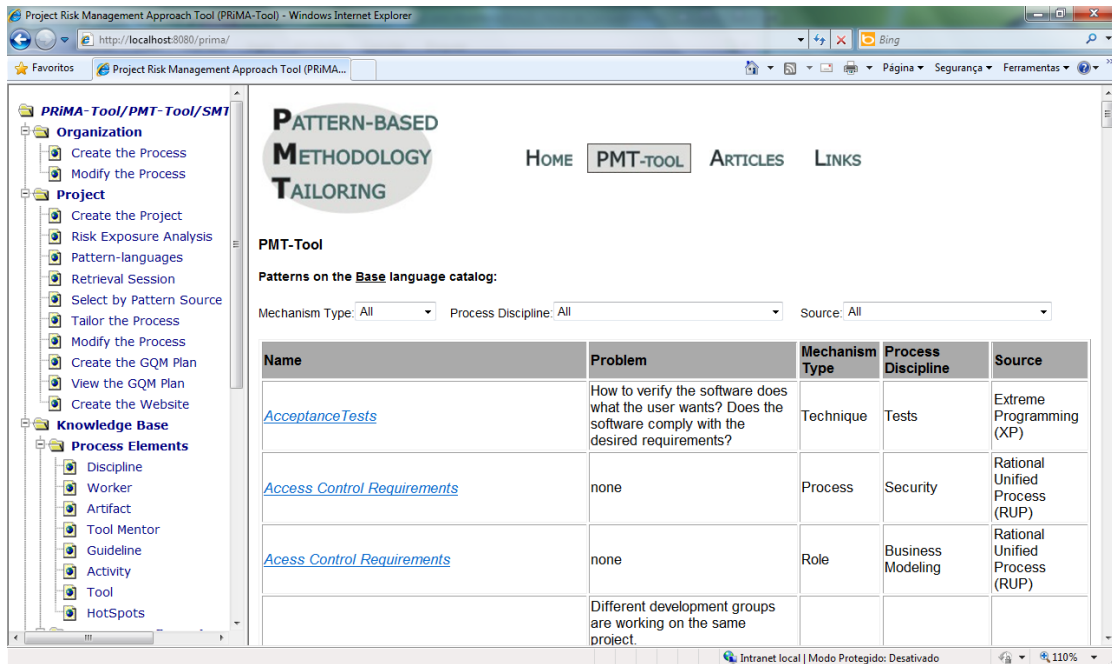 Project Risk Management Approach Tool (PRiMA-Tool) - Windows Internet Explorer
http://localhost:8080/prima/
Bing
Favoritos
Project Risk Management Approach Tool (PRiMA...
Página
Segurança
Ferramentas
PRiMA-Tool/PMT-Tool/SMT
Organization
Create the Process
Modify the Process
Project
Create the Project
Risk Exposure Analysis
Pattern-languages
Retrieval Session
Select by Pattern Source
Tailor the Process
Modify the Process
Create the GQM Plan
View the GQM Plan
Create the Website
Knowledge Base
Process Elements
Discipline
Worker
Artifact
Tool Mentor
Guideline
Activity
Tool
HotSpots
PATTERN-BASED
METHODOLOGY
TAILORING
HOME PMT-TOOL ARTICLES LINKS
PMT-Tool
Patterns on the Base language catalog:
Mechanism Type: All Process Discipline: All Source: All
Name Problem Mechanism Type Process Discipline Source
AcceptanceTests
How to verify the software does
what the user wants? Does the
software comply with the
desired requirements?
Technique
Tests
Extreme
Programming
(XP)
Access Control Requirements
none
Process
Security
Rational
Unified
Process
(RUP)
Acess Control Requirements
none
Role
Business
Modeling
Rational
Unified
Process
(RUP)
Different development groups
are working on the same
project.
Intranet local | Modo Protegido: Desativado
110%